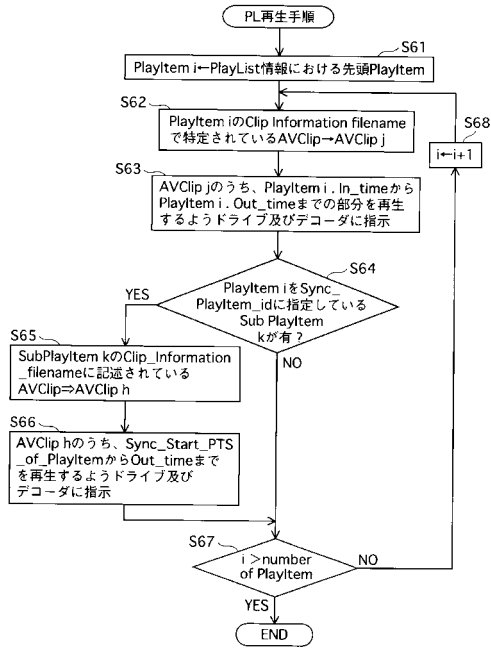 PL再生手順
S61
PlayItem i←PlayList情報における先頭PlayItem
S62
PlayItem iのClip Information filename
で特定されているAVClip→AVClip j
S68
i←i+1
S63
AVClip jのうち、PlayItem i . In_timeから
PlayItem i . Out_timeまでの部分を再生
するようドライブ及びデコーダに指示
S64
PlayItem iをSync_
PlayItem_idに指定している
Sub PlayItem
kが有？
YES
NO
S65
SubPlayItem kのClip_Information
_filenameに記述されている
AVClip⇒AVClip h
S66
AVClip hのうち、Sync_Start_PTS
_of_PlayItemからOut_timeまで
を再生するようドライブ及び
デコーダに指示
S67
i ＞number
of PlayItem
NO
YES
END